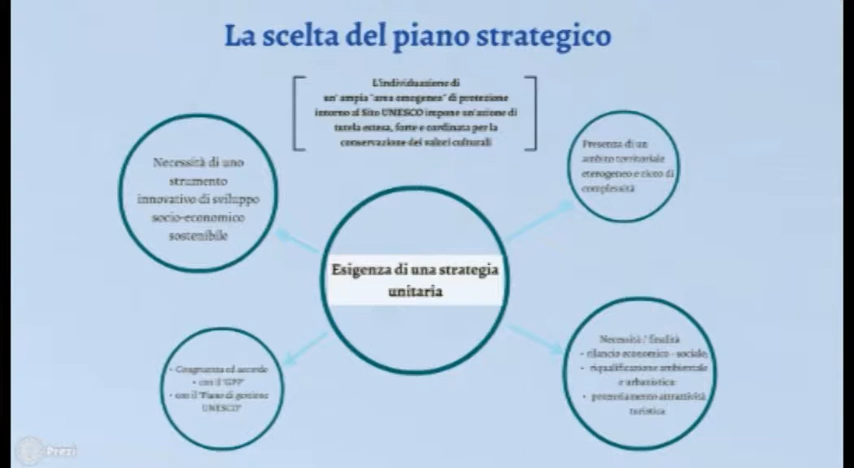 La scelta del piano strategico
L'individuazione di
un' ampia "area omogenea" di protezione
intorno al Sito UNESCO impone un'azione di
tutela estesa, forte e cordinata per la
conservazione dei valori culturali
Necessità di uno
strumento
innovativo di sviluppo
socio-economico
sostenibile
Presenza di un
ambito territoriale
eterogeneo e ricco di
complessità
Esigenza di una strategia
unitaria
• Congruenza ed accordo
• con il "GPP"
• con il "Piano di gestione
UNESCO"
Necessità / finalità
• rilancio economico - sociale;
• riqualificazione ambientale
e urbanistica
• potenziamento attrattività
turistica
Prezi